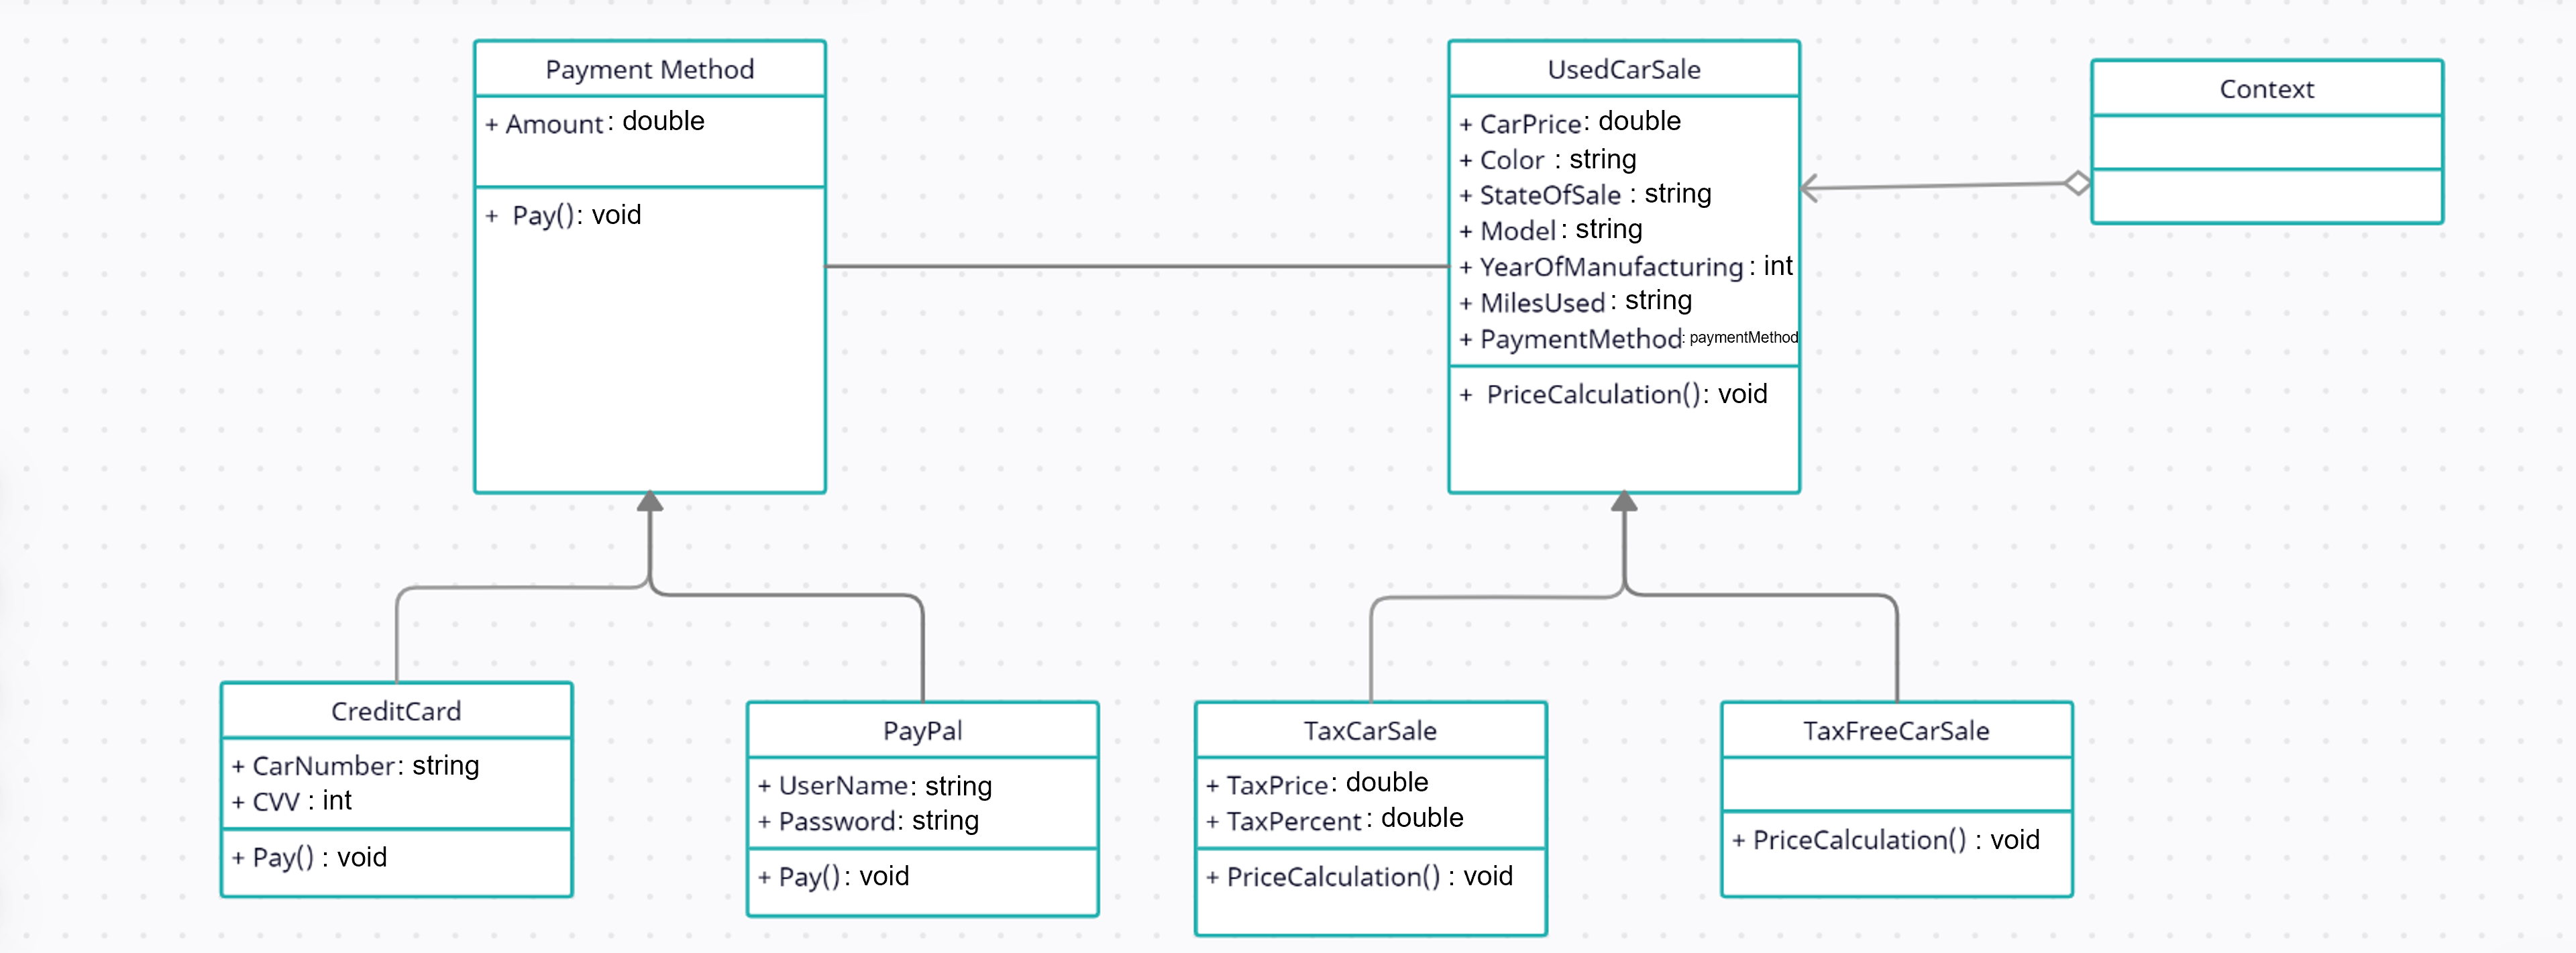 Payment Method
+ Amount : double
+ Pay() : void
UsedCarSale
+ CarPrice: double
+ Color : string
+ StateOfSale : string
+ Model : string
+ YearOfManufacturing : int
+ MilesUsed : string
+ PaymentMethod: paymentMethod
+ PriceCalculation() : void
Context
CreditCard
+ CarNumber: string
+ CVV : int
+ Pay() : void
PayPal
+ UserName: string
+ Password: string
+ Pay() : void
TaxCarSale
+ TaxPrice : double
+ TaxPercent : double
+ PriceCalculation() : void
TaxFreeCarSale
+ PriceCalculation() : void